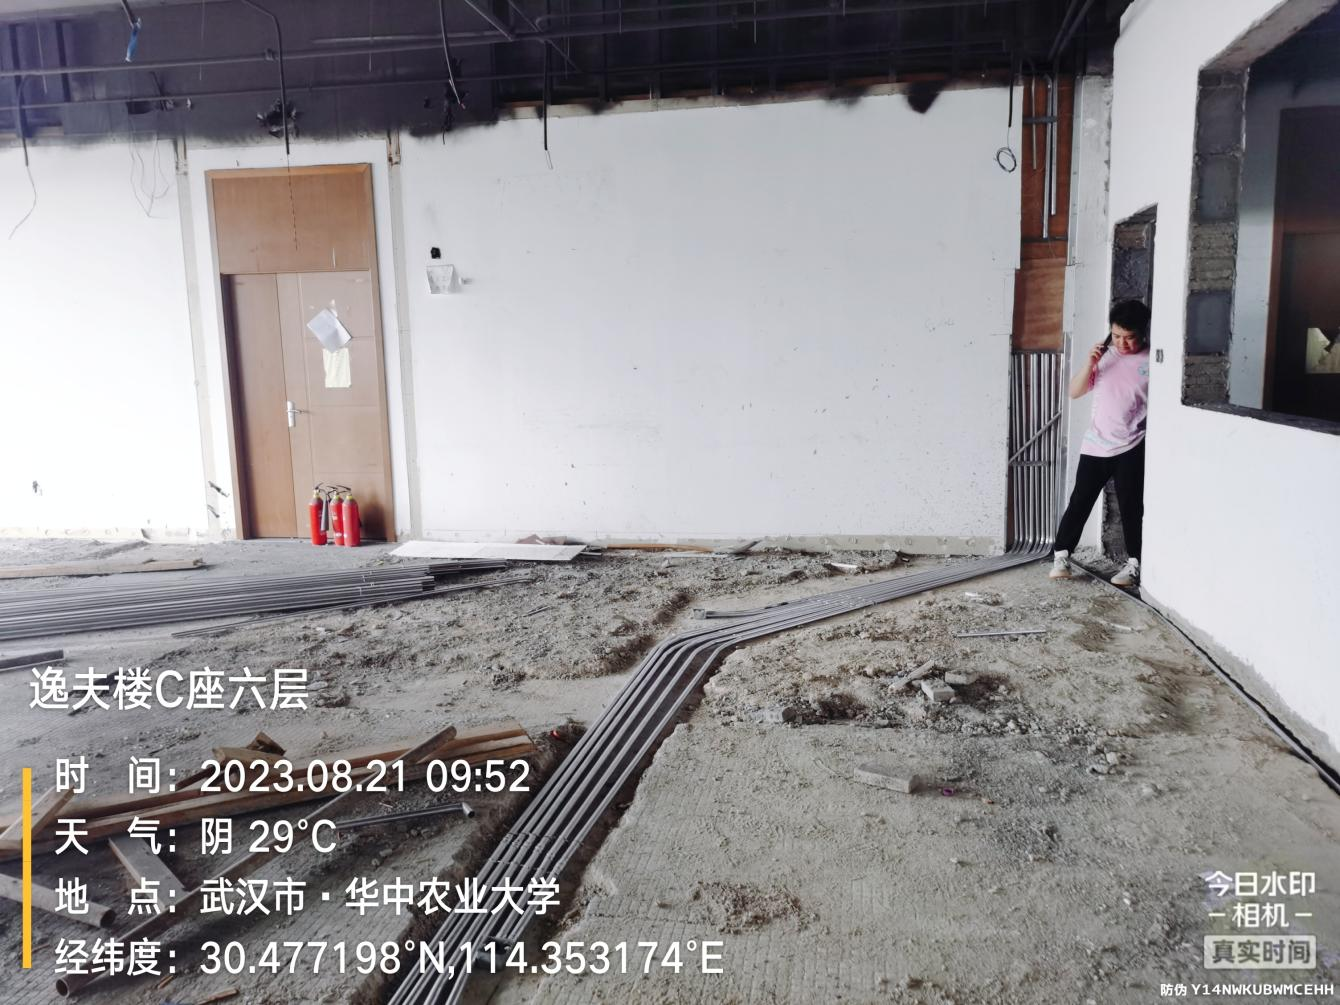 逸夫楼C座六层
时 间：2023.08.21 09:52
天 气：阴 29°C
地 点：武汉市·华中农业大学
经纬度：30.477198°N,114.353174°E
今日水印
相机
真实时间
防伪 Y14NWKUBWMCEHH